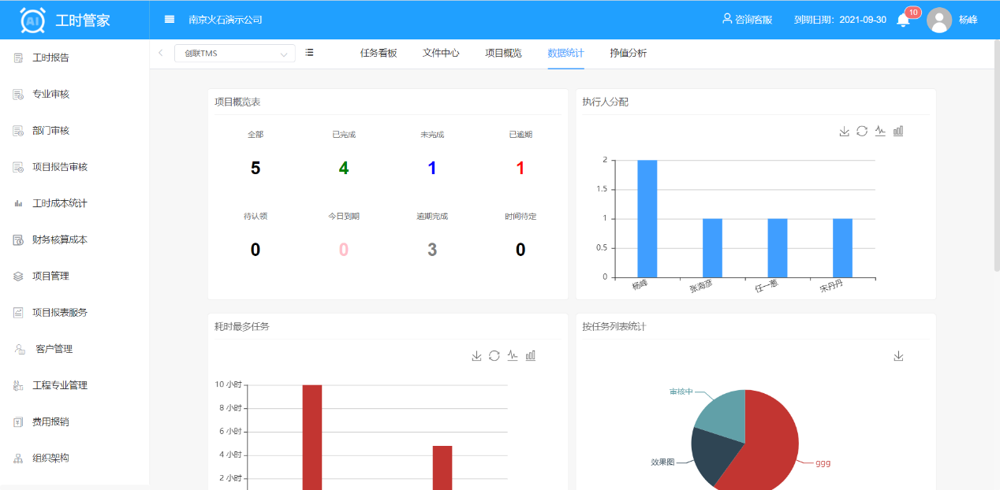 AI 工时管家
南京火石演示公司
咨询客服
到期日期：2021-09-30
10
杨峰
工时报告
专业审核
部门审核
项目报告审核
工时成本统计
财务核算成本
项目管理
项目报表服务
客户管理
工程专业管理
费用报销
组织架构
创联TMS
任务看板
文件中心
项目概览
数据统计
挣值分析
项目概览表
全部
已完成
未完成
已逾期
5
4
1
1
待认领
今日到期
逾期完成
时间待定
0
0
3
0
执行人分配
2
1.5
1
0.5
0
杨峰
张海彦
任一葱
宋丹丹
耗时最多任务
10 小时
8 小时
6 小时
4 小时
2 小时
按任务列表统计
审核中
效果图
ggg